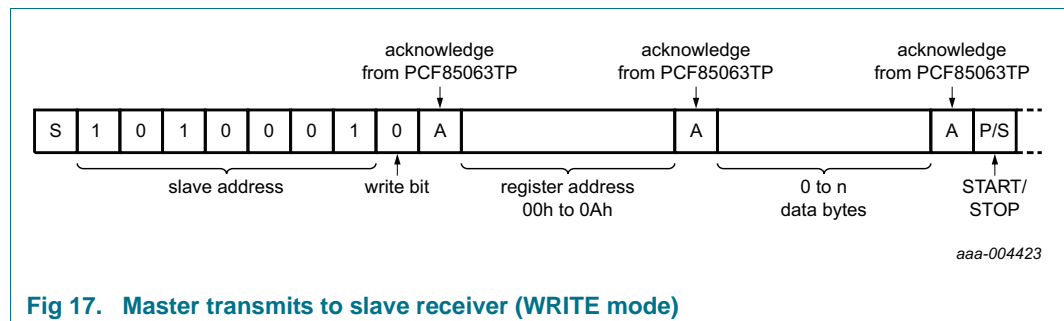 acknowledge acknowledge acknowledge
from PCF85063TP from PCF85063TP from PCF85063TP
S 1 0 1 0 0 0 1 0 A A A P/S
slave address write bit register address 0 to n START/
00h to 0Ah data bytes STOP
aaa-004423
Fig 17. Master transmits to slave receiver (WRITE mode)